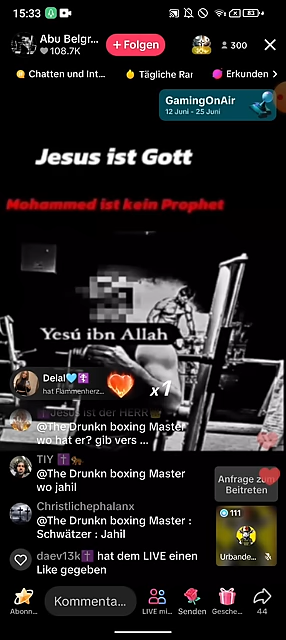 15:33
83
Abu Belgr...
108.7K
+ Folgen
300
Chatten und Int...
Tägliche Ran
Erkunden >
GamingOnAir
12 Juni - 25 Juni
Jesus ist Gott
Mohammed ist kein Prophet
Yesú ibn Allah
Delal
hat Flammenherz...
x1
Jesus ist der HERR
@The Drunkn boxing Master
wo hat er? gib vers ...
TIY
@The Drunkn boxing Master
wo jahil
Christlichephalanx
@The Drunkn boxing Master :
Schwätzer : Jahil
daev13k hat dem LIVE einen
Like gegeben
Anfrage zum
Beitreten
111
Urbande...
Abonn...
Kommenta...
LIVE mi...
Senden
Gesche...
44